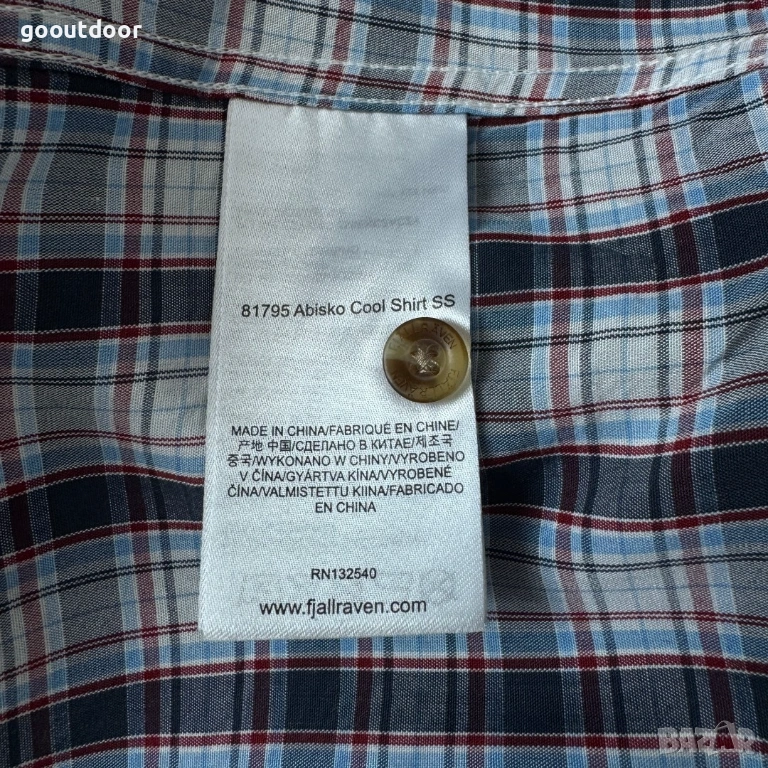 gooutdoor
81795 Abisko Cool Shirt SS
MADE IN CHINA/FABRIQUÉ EN CHINE/
产地 中国/СДЕЛАНО В КИТАЕ/제조국
중국/WYKONANO W CHINY/VYROBENO
V ČÍNA/GYÁRTVA KÍNA/VYROBENÉ
ČÍNA/VALMISTETTU KIINA/FABRICADO
EN CHINA
RN132540
www.fjallraven.com
BAZAR